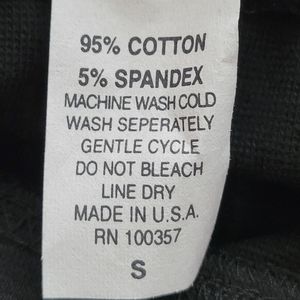 95% COTTON
5% SPANDEX
MACHINE WASH COLD
WASH SEPERATELY
GENTLE CYCLE
DO NOT BLEACH
LINE DRY
MADE IN U.S.A.
RN 100357
S